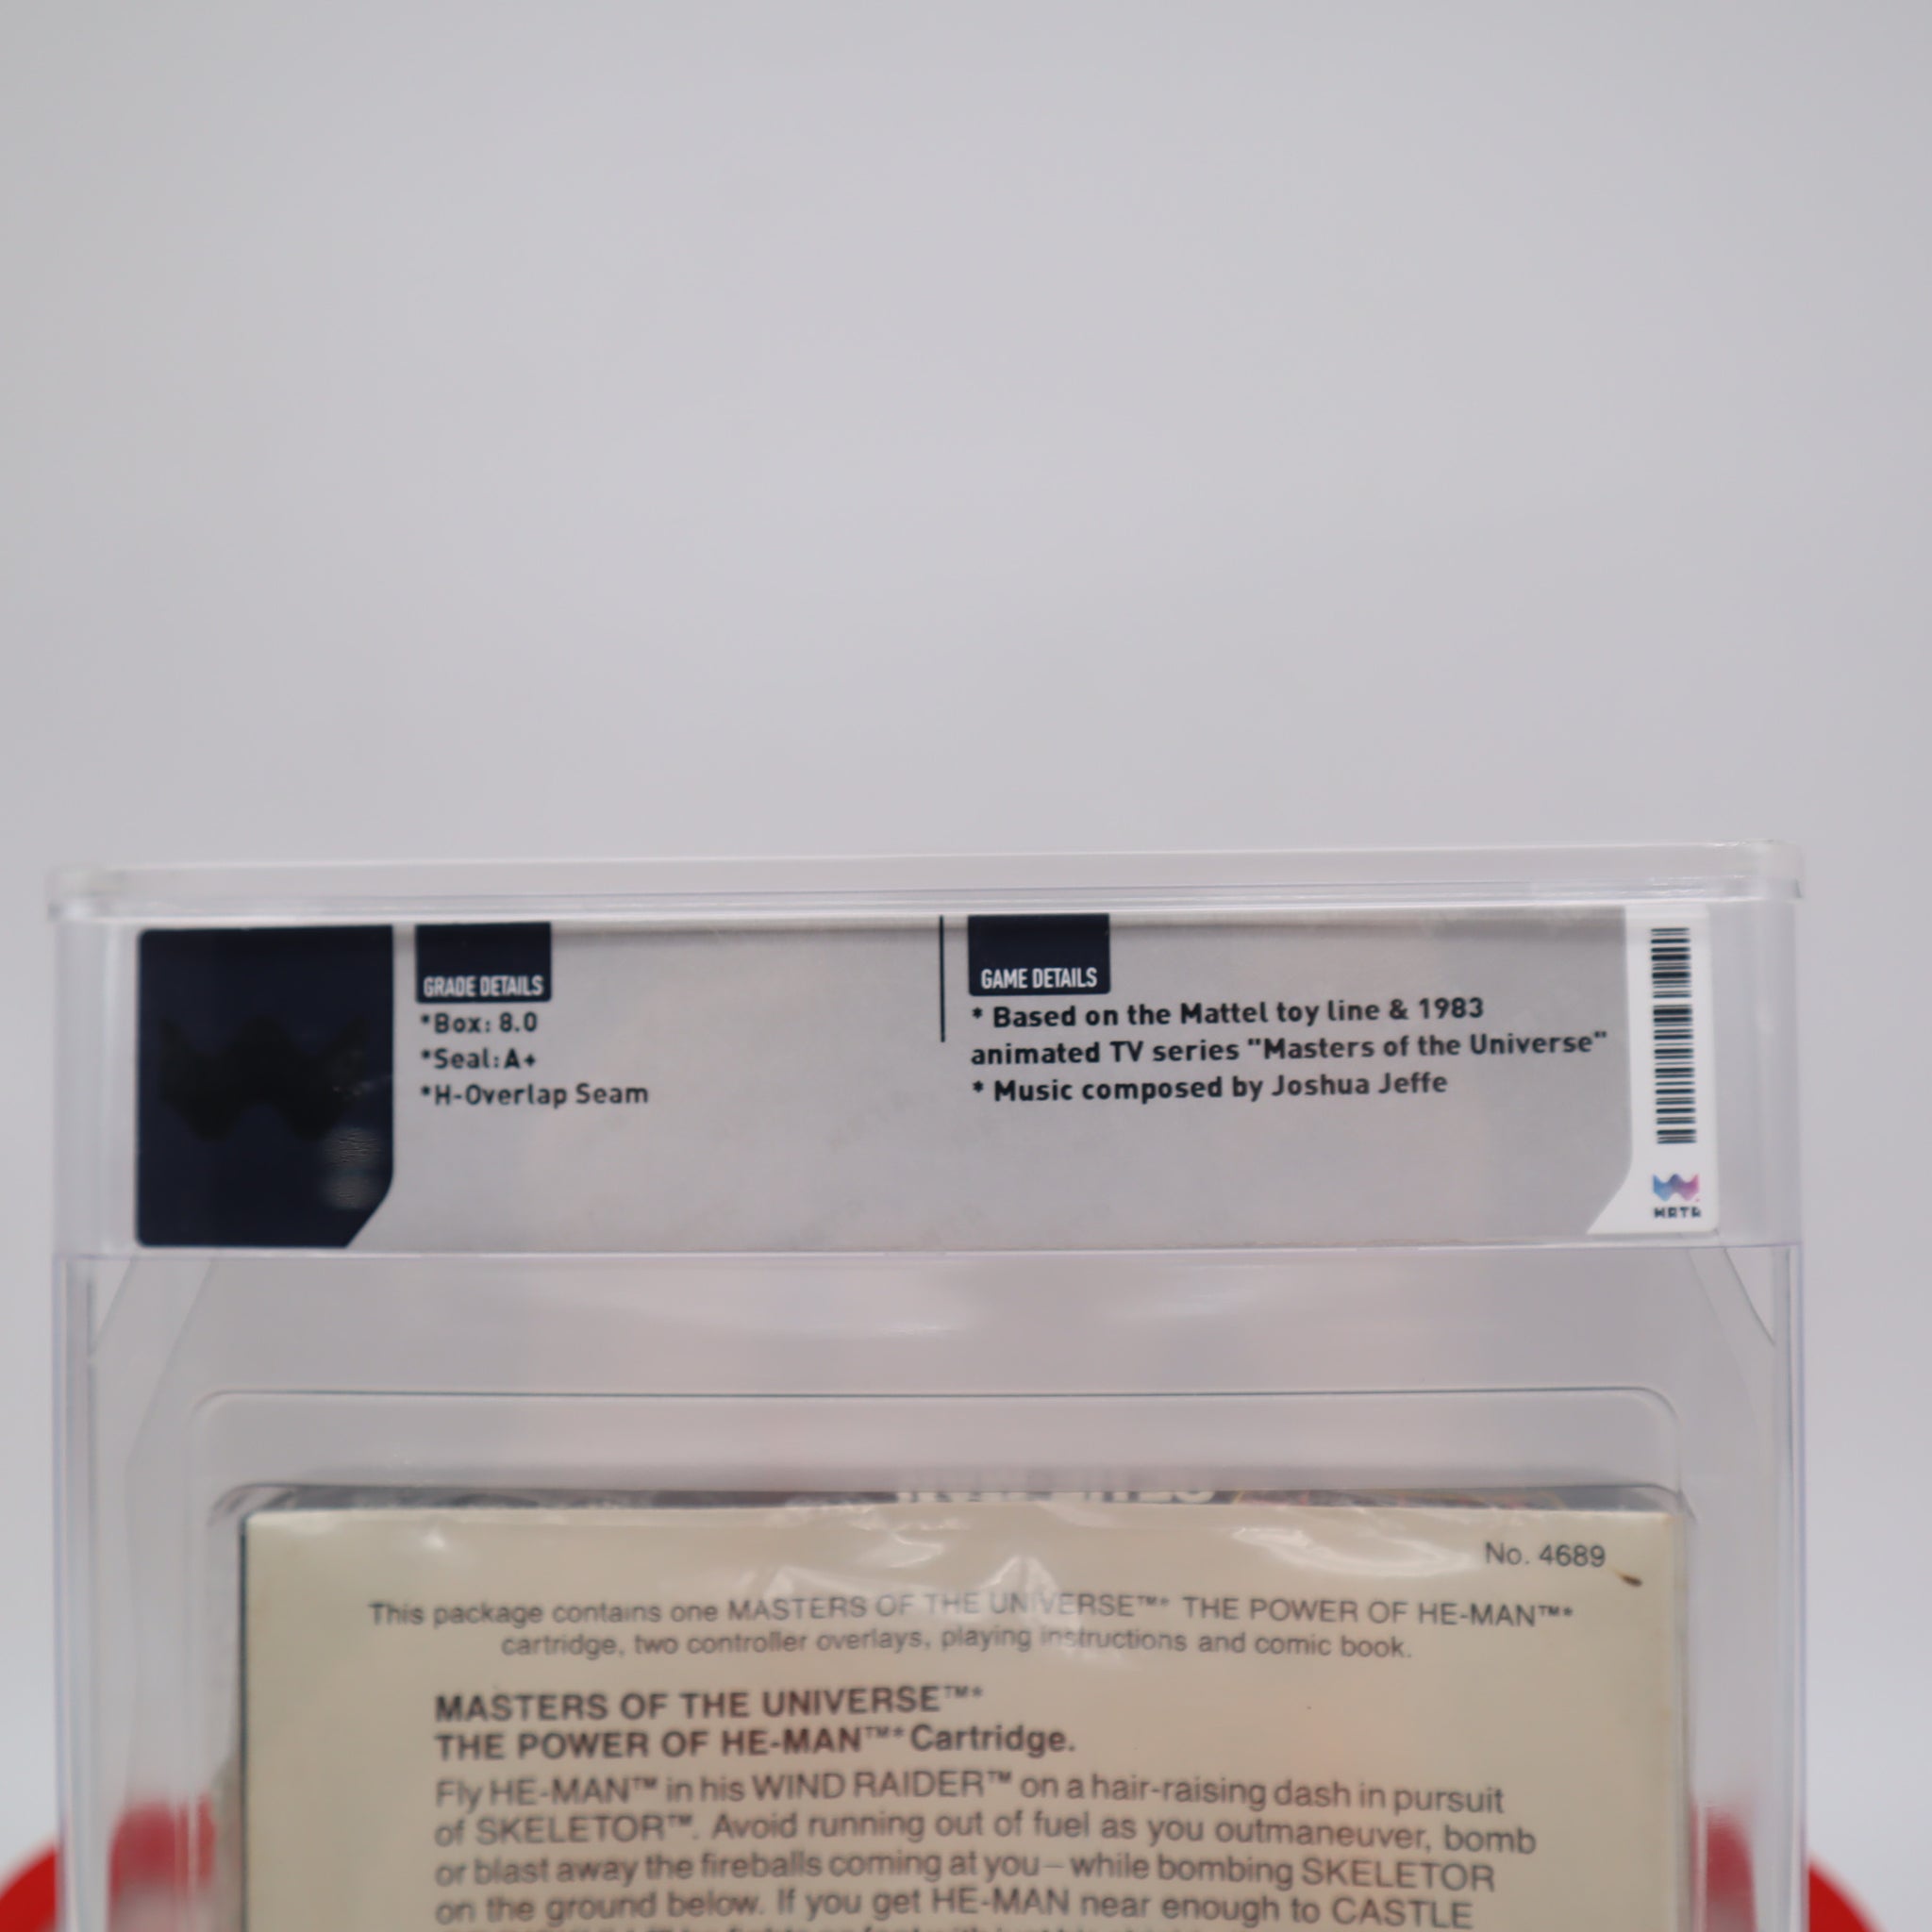 GRADE DETAILS
*Box: 8.0
*Seal: A+
*H-Overlap Seam
GAME DETAILS
* Based on the Mattel toy line & 1983
animated TV series "Masters of the Universe"
* Music composed by Joshua Jeffe
WATA
No. 4689
This package contains one MASTERS OF THE UNIVERSE™* THE POWER OF HE-MAN™*
cartridge, two controller overlays, playing instructions and comic book.
MASTERS OF THE UNIVERSE™*
THE POWER OF HE-MAN™* Cartridge.
Fly HE-MAN™ in his WIND RAIDER™ on a hair-raising dash in pursuit
of SKELETOR™. Avoid running out of fuel as you outmaneuver, bomb
or blast away the fireballs coming at you – while bombing SKELETOR
on the ground below. If you get HE-MAN near enough to CASTLE